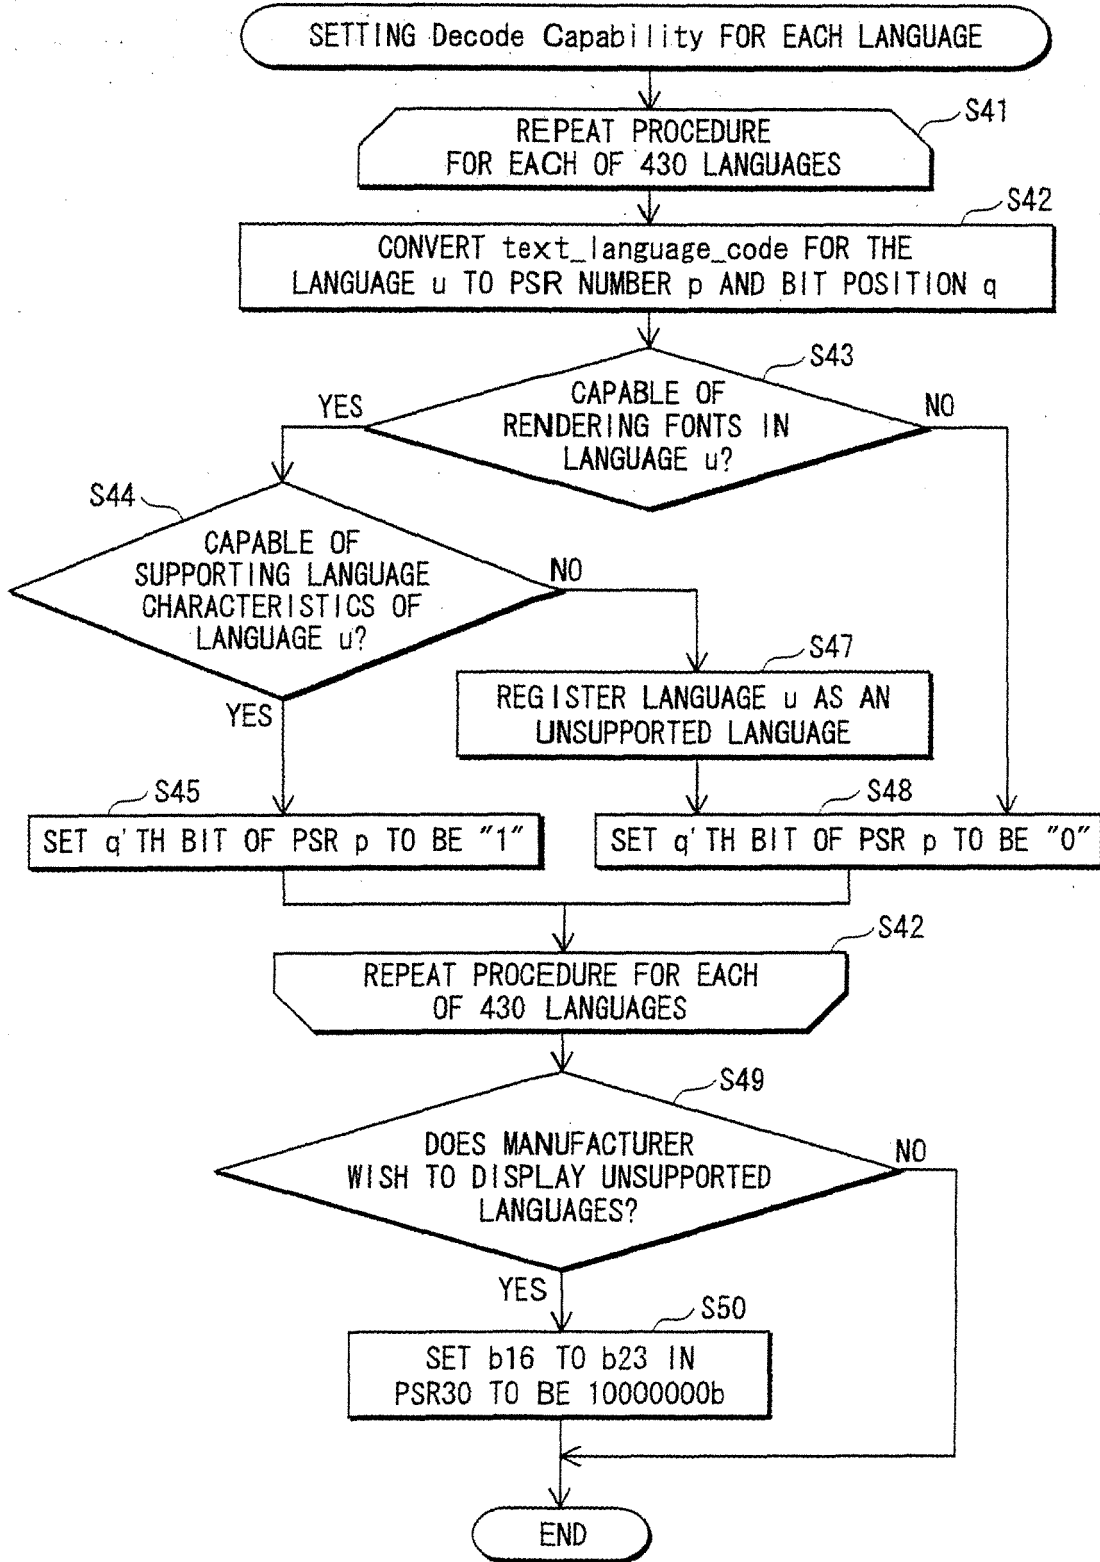 SETTING Decode Capability FOR EACH LANGUAGE
S41
REPEAT PROCEDURE
FOR EACH OF 430 LANGUAGES
S42
CONVERT text_language_code FOR THE
LANGUAGE u TO PSR NUMBER p AND BIT POSITION q
S43
CAPABLE OF
RENDERING FONTS IN
LANGUAGE u?
YES
NO
S44
CAPABLE OF
SUPPORTING LANGUAGE
CHARACTERISTICS OF
LANGUAGE u?
NO
YES
S47
REGISTER LANGUAGE u AS AN
UNSUPPORTED LANGUAGE
S45
SET q'TH BIT OF PSR p TO BE "1"
S48
SET q'TH BIT OF PSR p TO BE "0"
S42
REPEAT PROCEDURE FOR EACH
OF 430 LANGUAGES
S49
DOES MANUFACTURER
WISH TO DISPLAY UNSUPPORTED
LANGUAGES?
NO
YES
S50
SET b16 TO b23 IN
PSR30 TO BE 10000000b
END